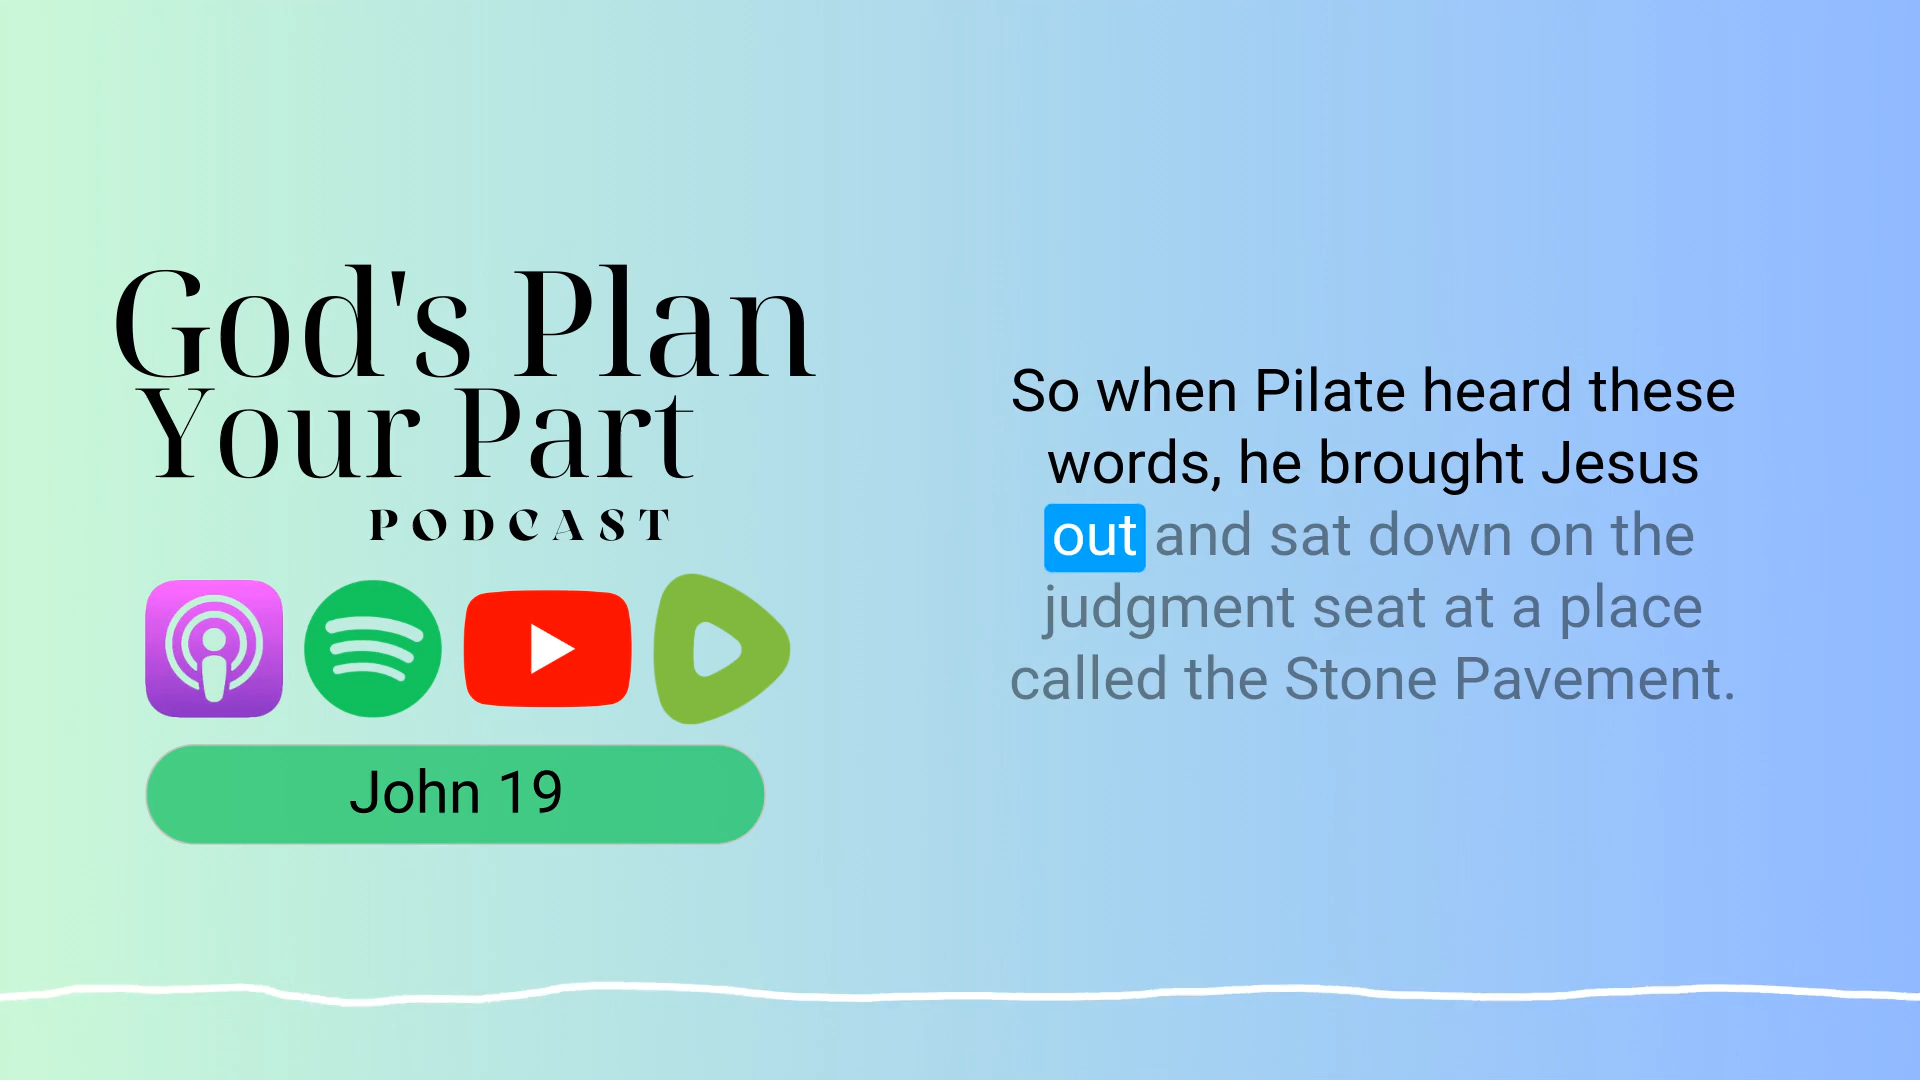 God's Plan
Your Part
PODCAST
John 19
So when Pilate heard these
words, he brought Jesus
out and sat down on the
judgment seat at a place
called the Stone Pavement.